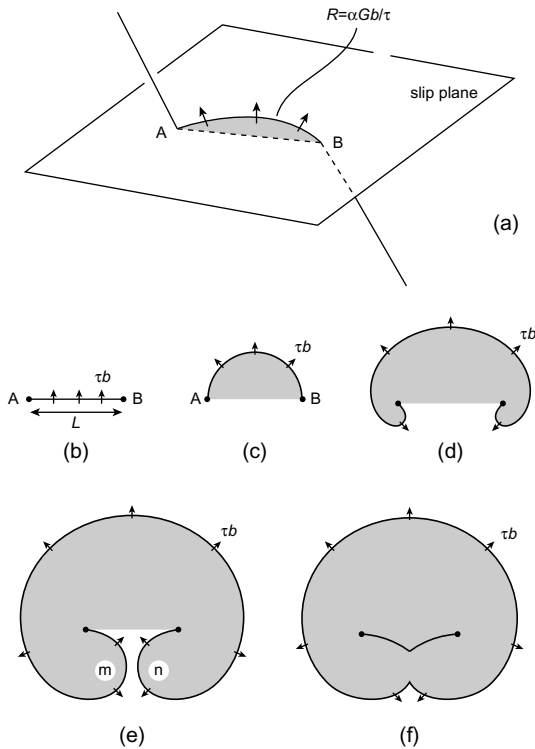 R=αGb/τ
slip plane
A
B
(a)
τb
A
B
L
(b)
τb
A
B
(c)
τb
(d)
τb
m
n
(e)
τb
(f)